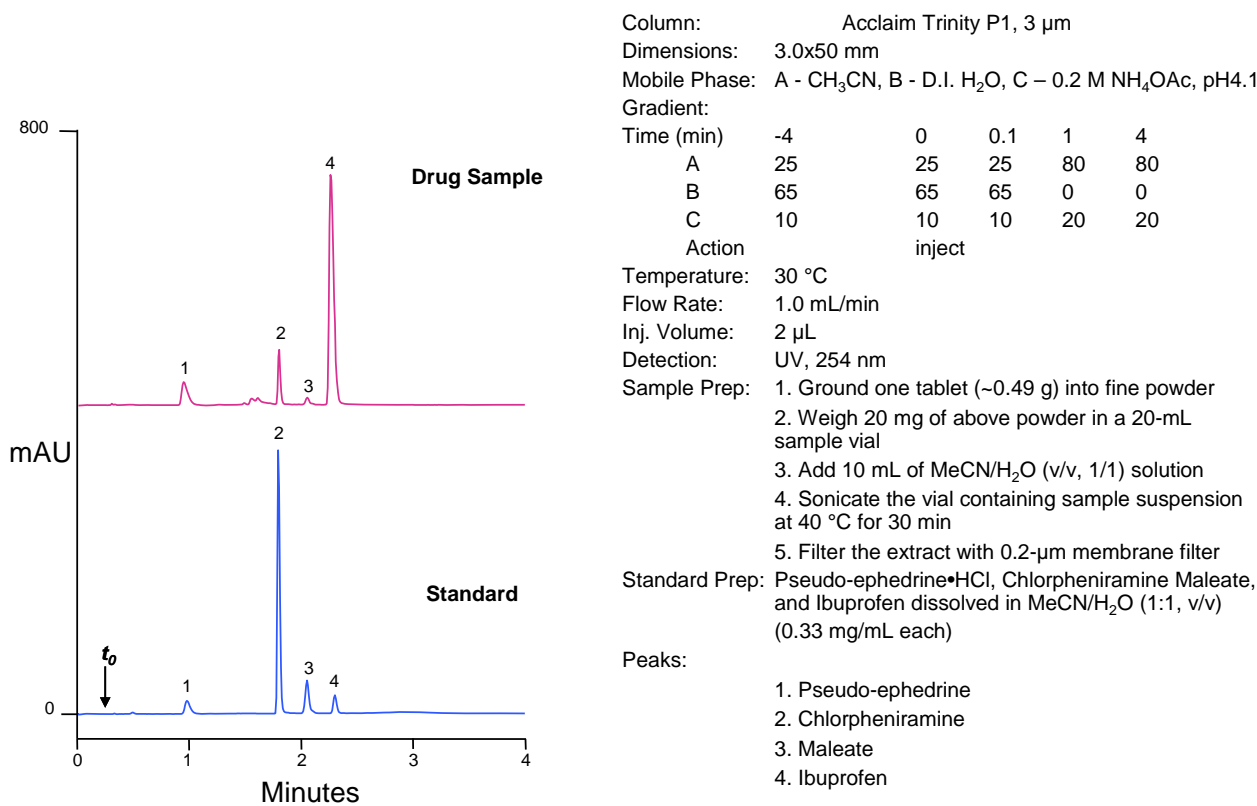 800
4
Drug Sample
2
1
3
mAU
2
Standard
t0
3
1
4
0
0
1
2
3
4
Minutes
Column: Acclaim Trinity P1, 3 µm
Dimensions: 3.0x50 mm
Mobile Phase: A - CH3CN, B - D.I. H2O, C – 0.2 M NH4OAc, pH4.1
Gradient:
Time (min) -4 0 0.1 1 4
A 25 25 25 80 80
B 65 65 65 0 0
C 10 10 10 20 20
Action inject
Temperature: 30 °C
Flow Rate: 1.0 mL/min
Inj. Volume: 2 µL
Detection: UV, 254 nm
Sample Prep: 1. Ground one tablet (~0.49 g) into fine powder
2. Weigh 20 mg of above powder in a 20-mL
sample vial
3. Add 10 mL of MeCN/H2O (v/v, 1/1) solution
4. Sonicate the vial containing sample suspension
at 40 °C for 30 min
5. Filter the extract with 0.2-µm membrane filter
Standard Prep: Pseudo-ephedrine•HCl, Chlorpheniramine Maleate,
and Ibuprofen dissolved in MeCN/H2O (1:1, v/v)
(0.33 mg/mL each)
Peaks:
1. Pseudo-ephedrine
2. Chlorpheniramine
3. Maleate
4. Ibuprofen